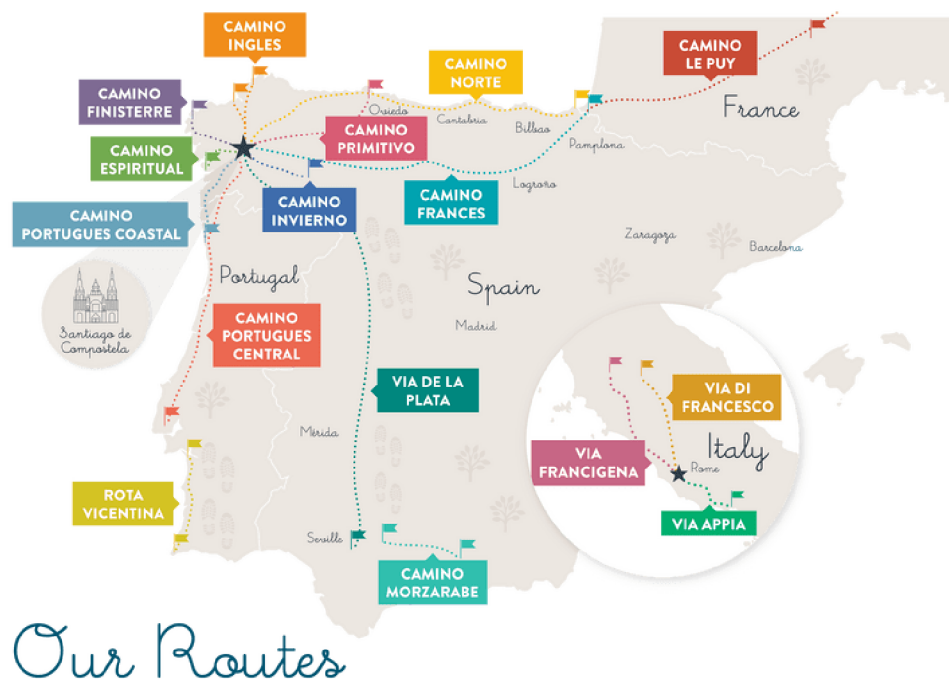 CAMINO
INGLES
CAMINO
NORTE
CAMINO
LE PUY
CAMINO
FINISTERRE
France
Oviedo
Cantabria
Bilbao
CAMINO
PRIMITIVO
Pamplona
CAMINO
ESPIRITUAL
Logroño
CAMINO
FRANCES
CAMINO
INVIERNO
CAMINO
PORTUGUES COASTAL
Zaragoza
Barcelona
Portugal
Spain
Santiago de
Compostela
CAMINO
PORTUGUES
CENTRAL
Madrid
VIA DE LA
PLATA
VIA DI
FRANCESCO
Mérida
Italy
VIA
FRANCIGENA
Rome
ROTA
VICENTINA
VIA APPIA
Seville
CAMINO
MORZARABE
Our Routes